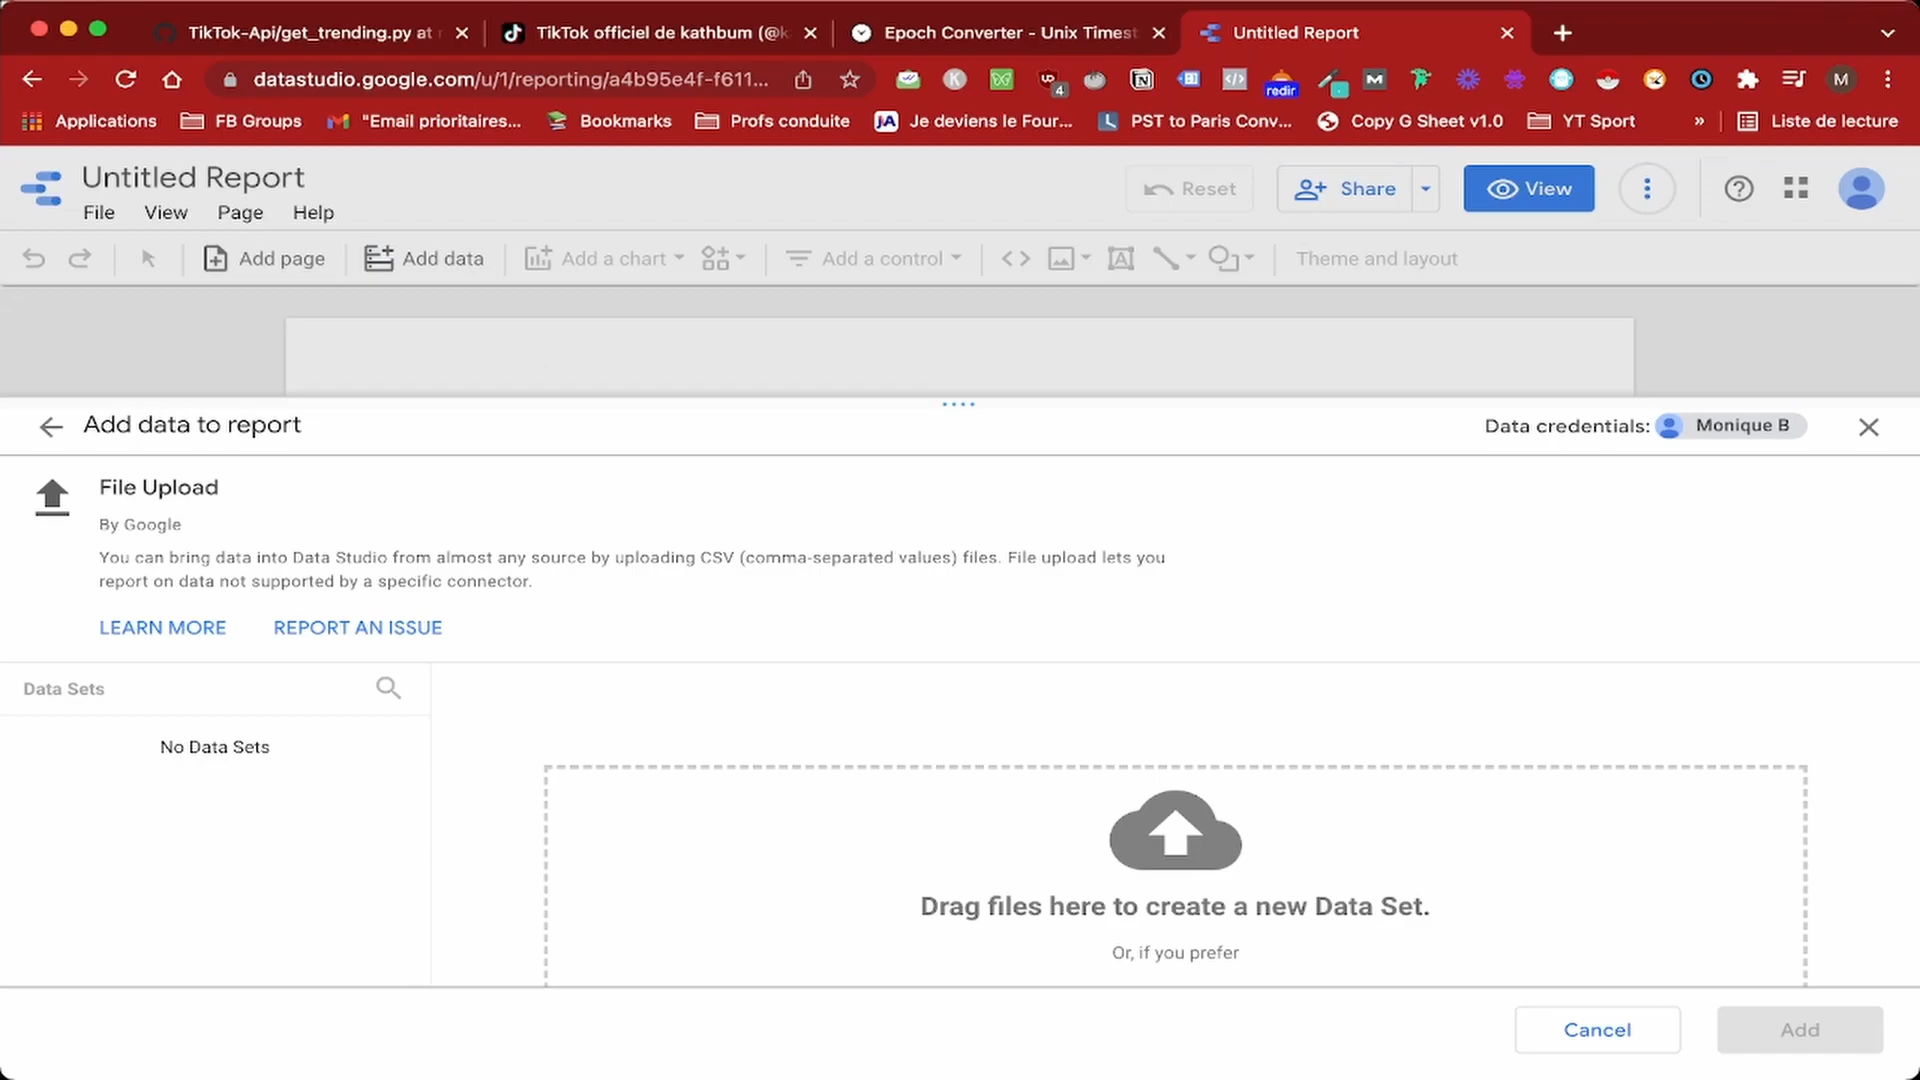 TikTok-Api/get_trending.py at
TikTok officiel de kathbum (@k
Epoch Converter - Unix Timest
Untitled Report
datastudio.google.com/u/1/reporting/a4b95e4f-f611...
K
UD
4
N
redir
M
M
Applications
FB Groups
"Email prioritaires...
Bookmarks
Profs conduite
JA
Je deviens le Four...
L
PST to Paris Conv...
Copy G Sheet v1.0
YT Sport
»
Liste de lecture
Untitled Report
File
View
Page
Help
Reset
Share
View
Add page
Add data
Add a chart
Add a control
Theme and layout
Add data to report
Data credentials:
Monique B
File Upload
By Google
You can bring data into Data Studio from almost any source by uploading CSV (comma-separated values) files. File upload lets you
report on data not supported by a specific connector.
LEARN MORE
REPORT AN ISSUE
Data Sets
No Data Sets
Drag files here to create a new Data Set.
Or, if you prefer
Cancel
Add